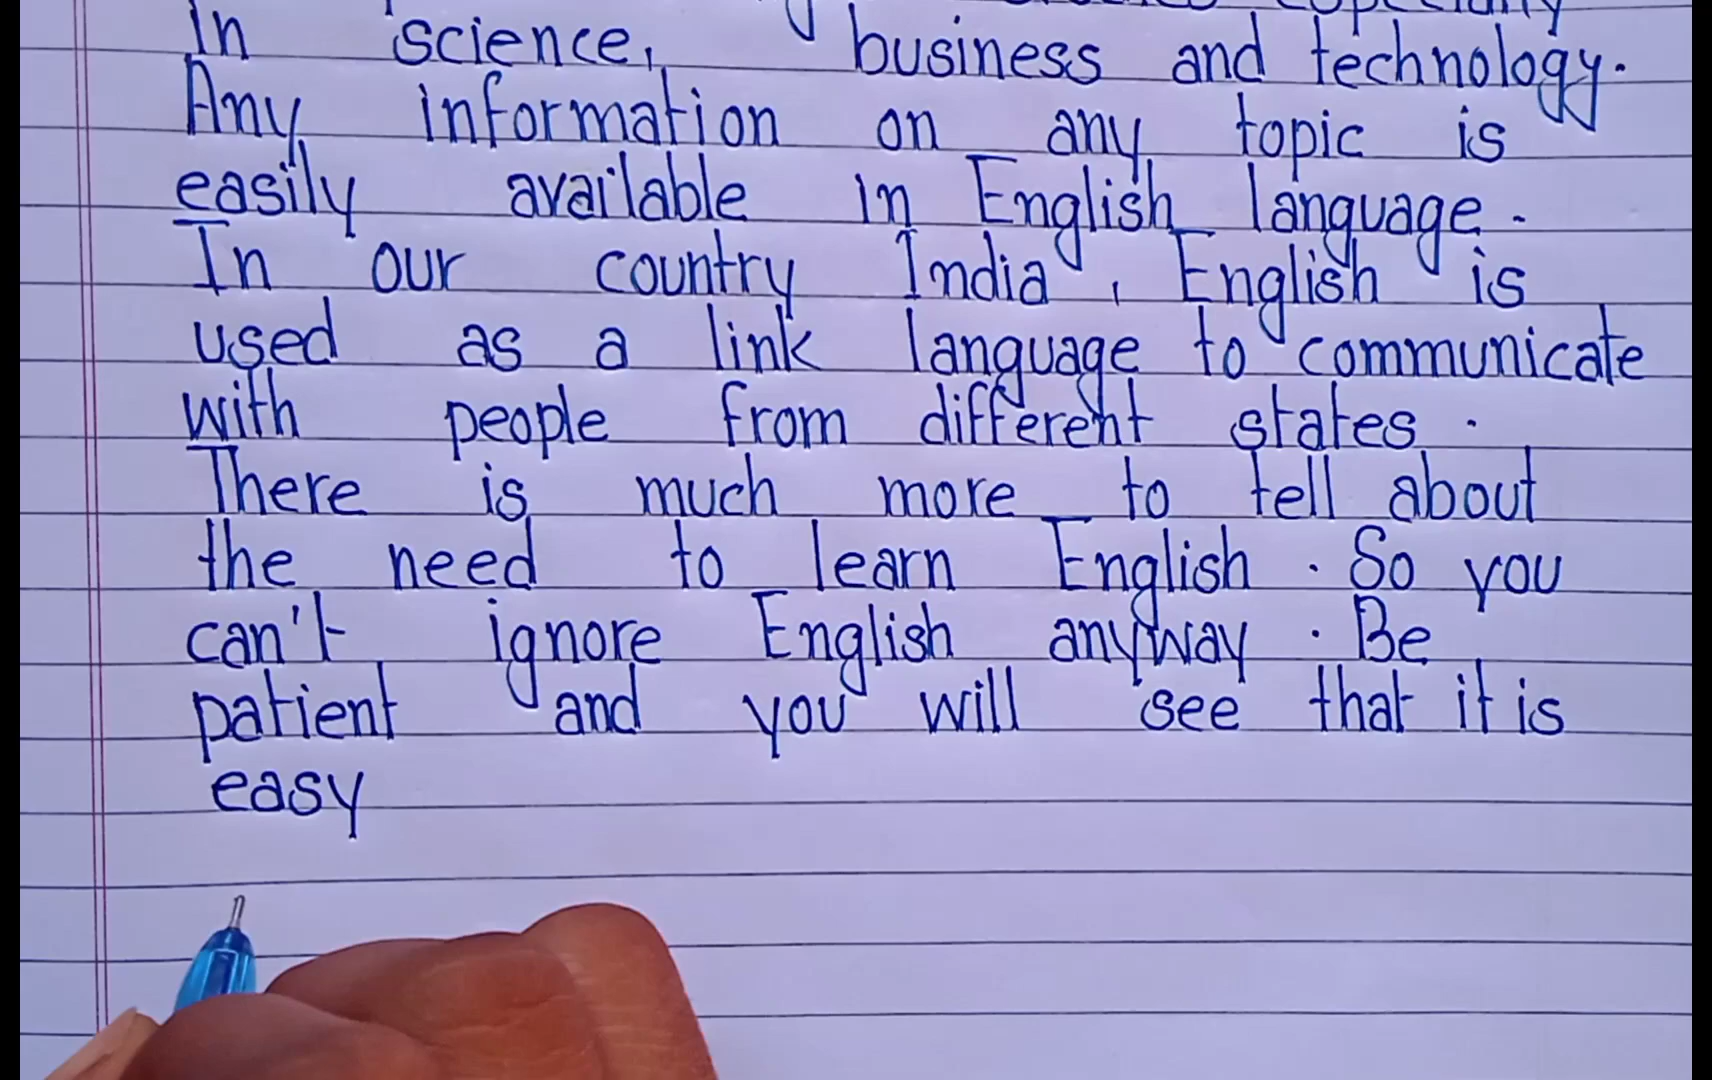 especially
In science, business and technology.
Any information on any topic is
easily available in English language.
In our country India, English is
used as a link language to communicate
with people from different states.
There is much more to tell about
the need to learn English. So you
can't ignore English anyway. Be
patient and you will see that it is
easy